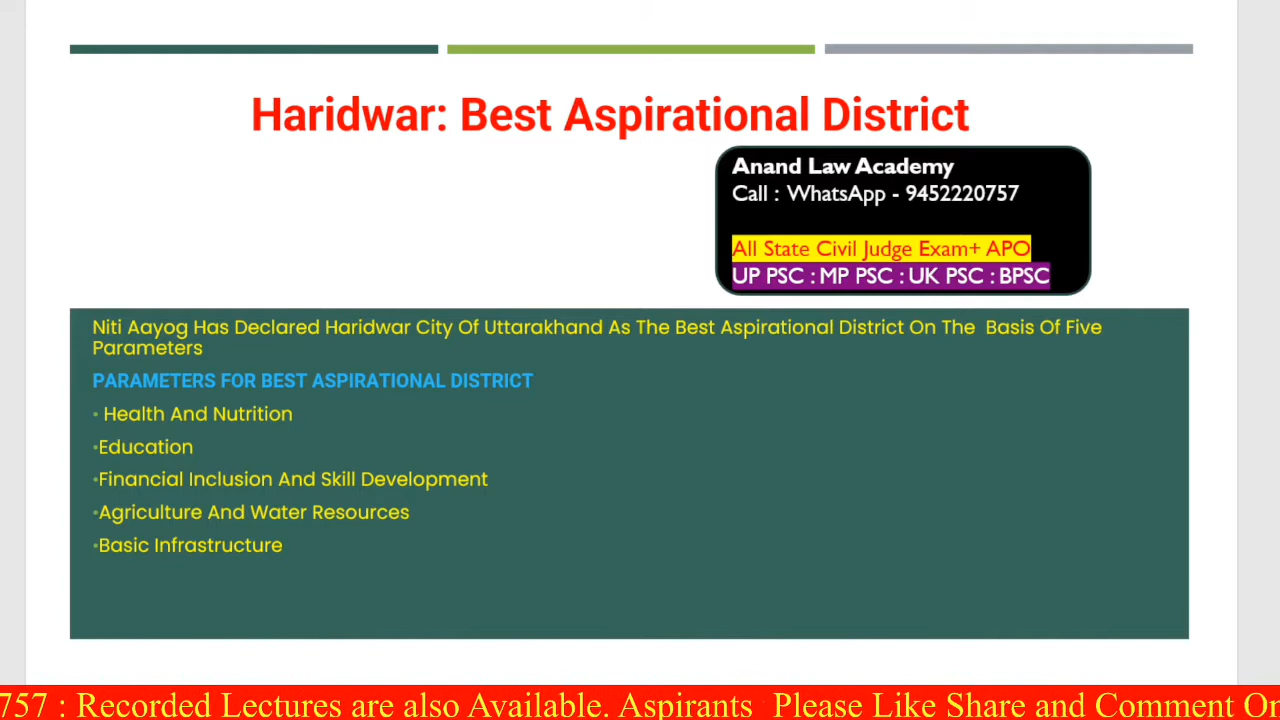 Haridwar: Best Aspirational District
Anand Law Academy
Call : WhatsApp - 9452220757
All State Civil Judge Exam+ APO
UP PSC : MP PSC : UK PSC : BPSC
Niti Aayog Has Declared Haridwar City Of Uttarakhand As The Best Aspirational District On The Basis Of Five
Parameters
PARAMETERS FOR BEST ASPIRATIONAL DISTRICT
• Health And Nutrition
•Education
•Financial Inclusion And Skill Development
•Agriculture And Water Resources
•Basic Infrastructure
757 : Recorded Lectures are also Available. Aspirants Please Like Share and Comment On